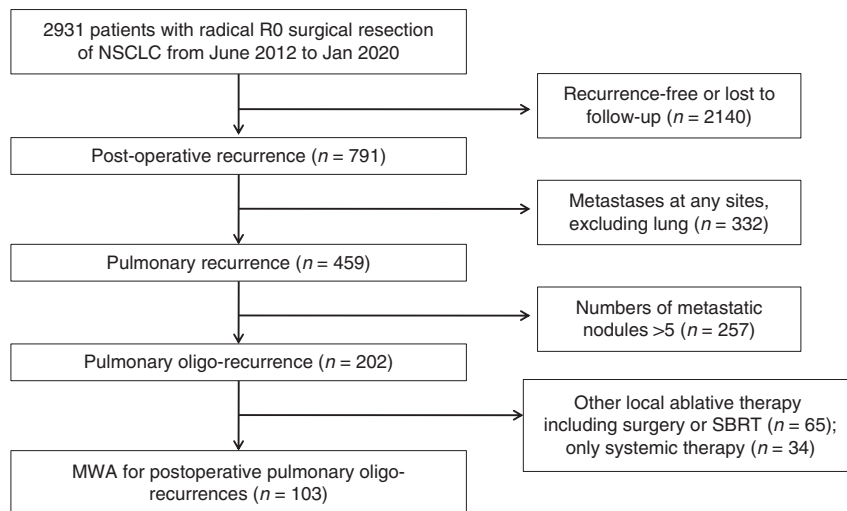 2931 patients with radical R0 surgical resection
of NSCLC from June 2012 to Jan 2020
Recurrence-free or lost to
follow-up (n = 2140)
Post-operative recurrence (n = 791)
Metastases at any sites,
excluding lung (n = 332)
Pulmonary recurrence (n = 459)
Numbers of metastatic
nodules >5 (n = 257)
Pulmonary oligo-recurrence (n = 202)
Other local ablative therapy
including surgery or SBRT (n = 65);
only systemic therapy (n = 34)
MWA for postoperative pulmonary oligo-
recurrences (n = 103)